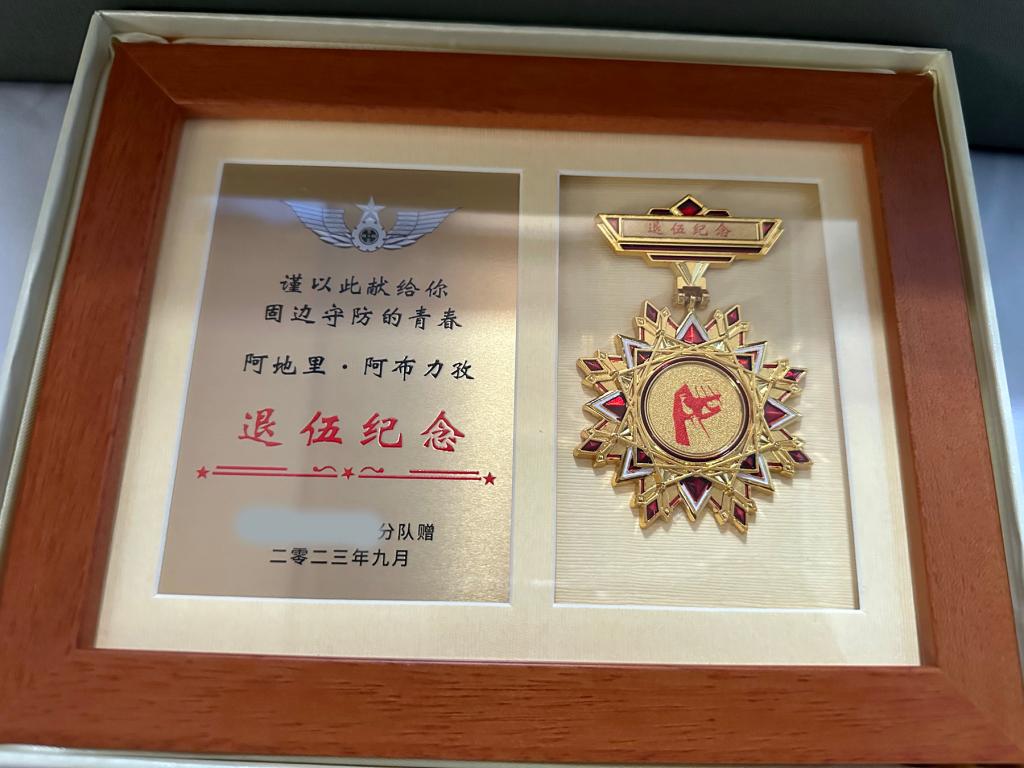 谨以此献给你
固边守防的青春
阿地里·阿布力孜
退伍纪念
分队赠
二零二三年九月
退伍纪念